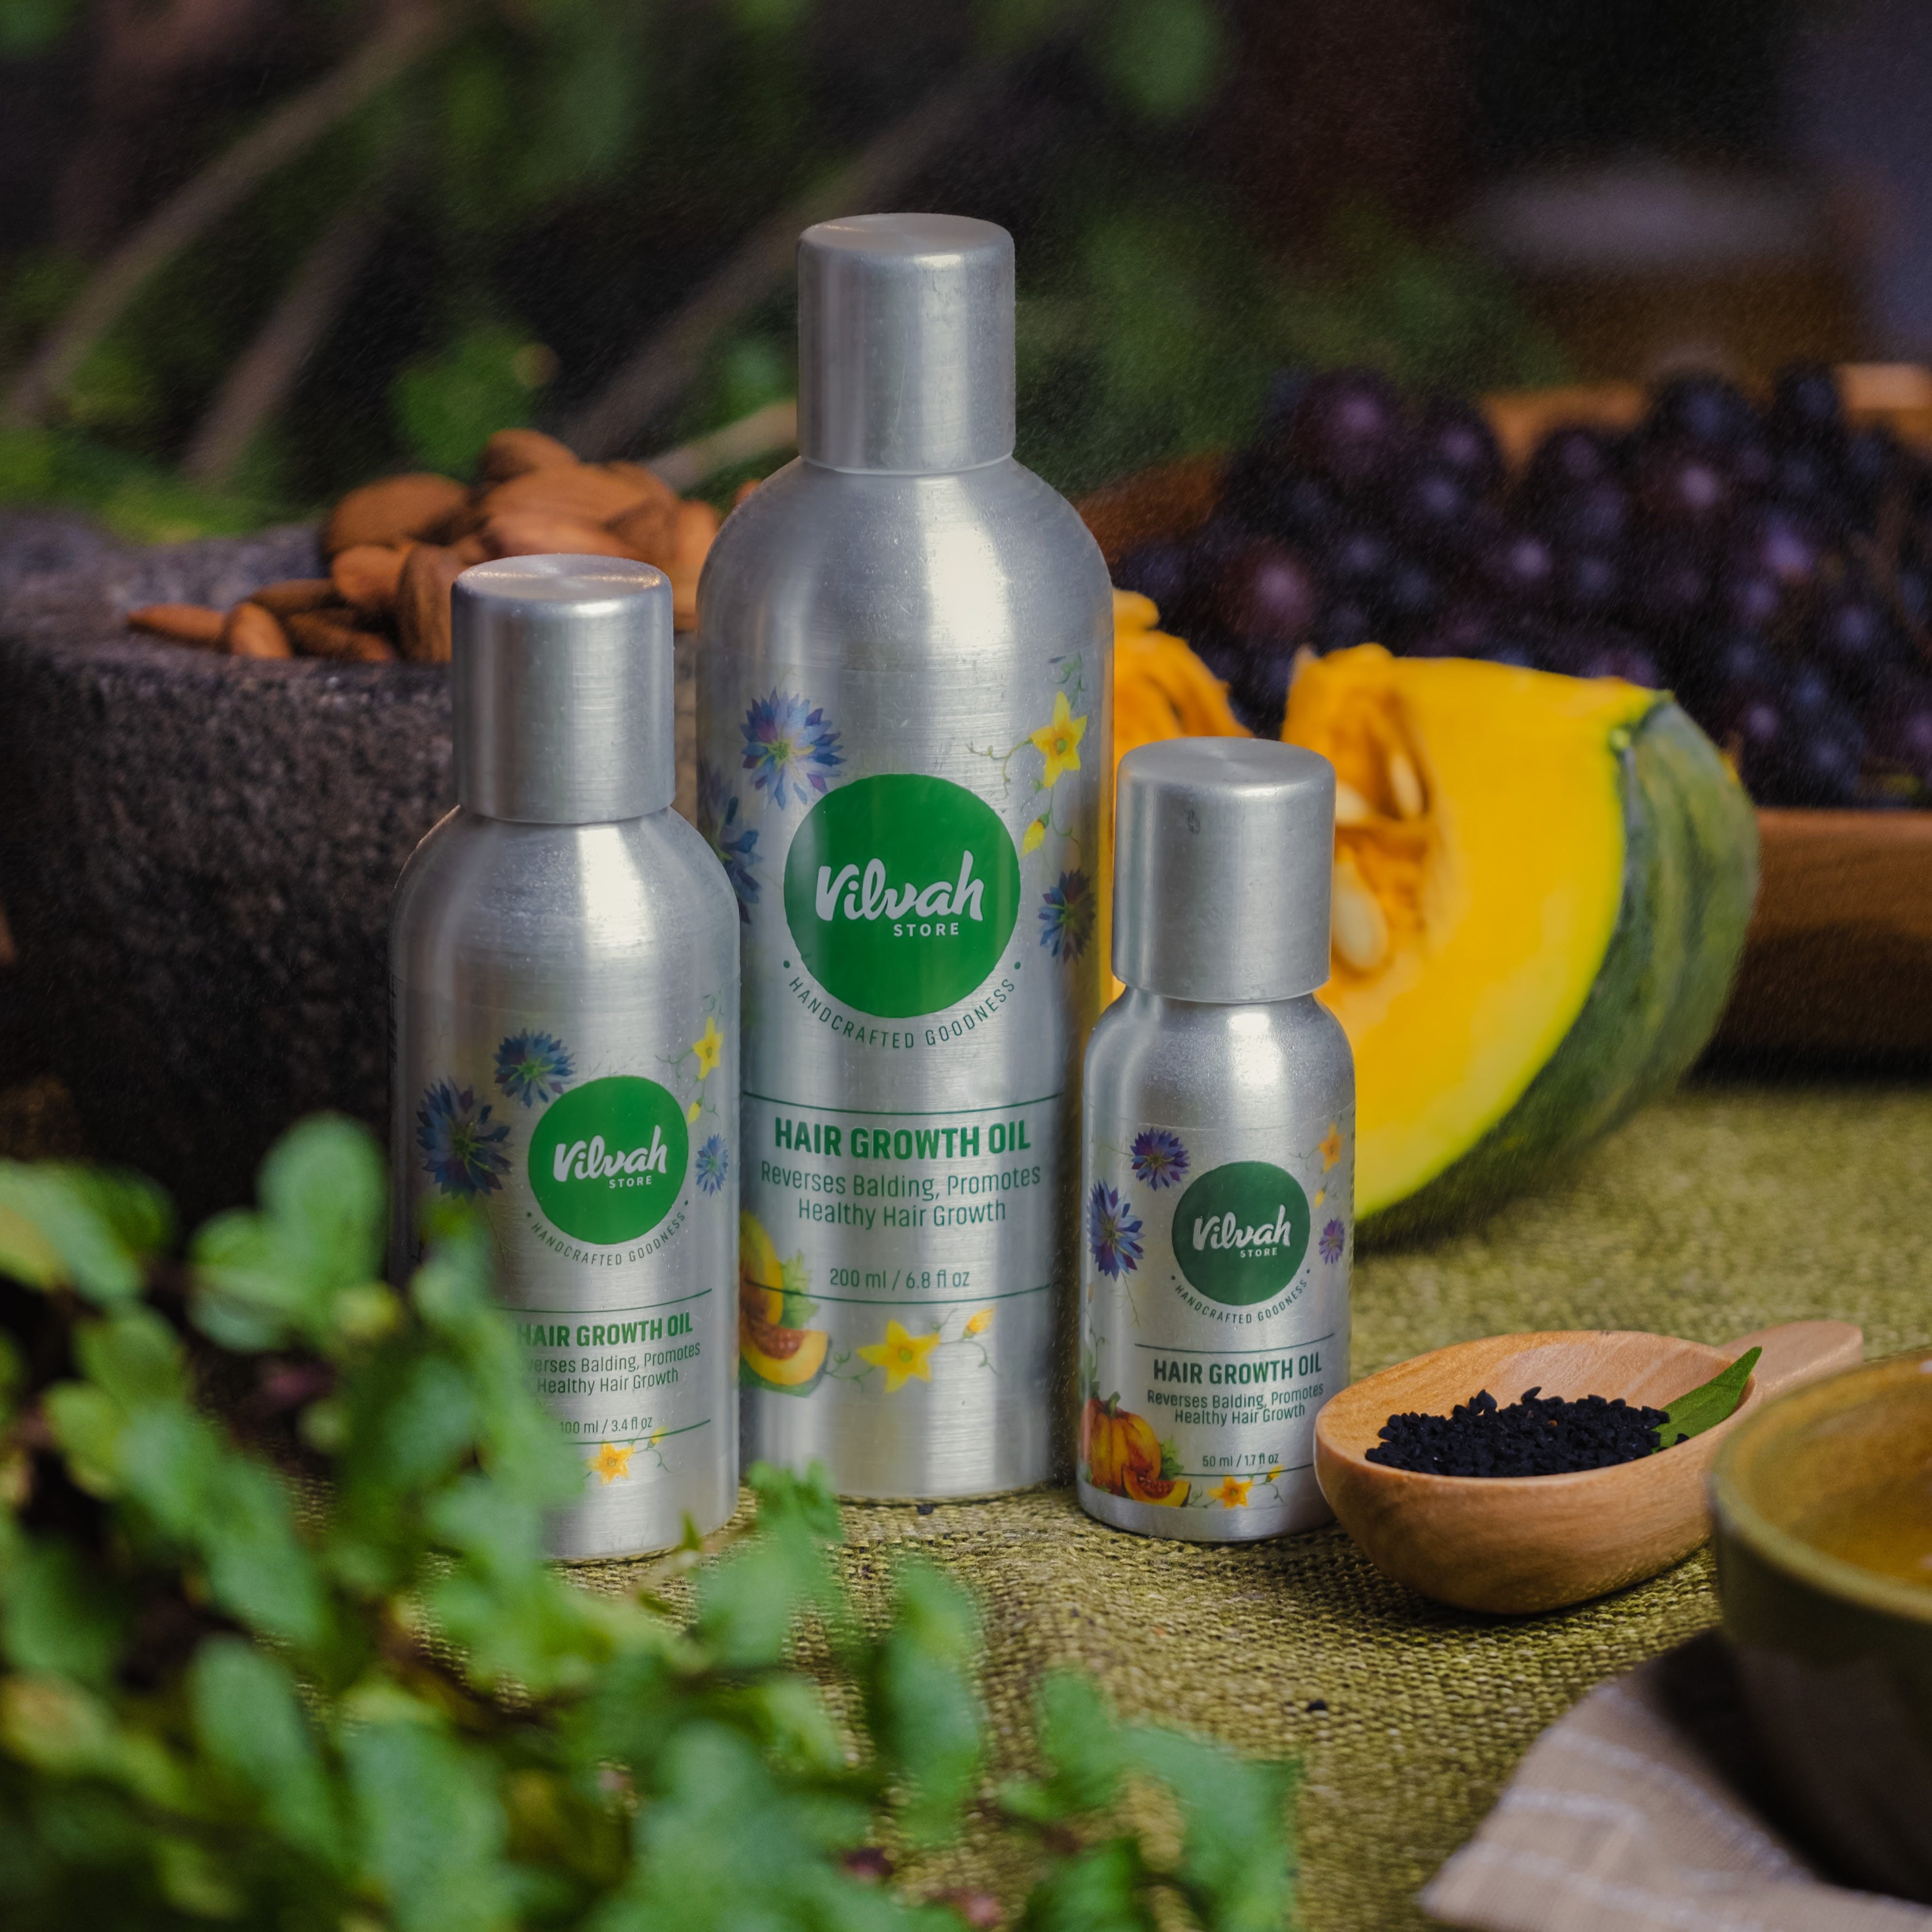 Vilvah
STORE
• HANDCRAFTED GOODNESS •
HAIR GROWTH OIL
Reverses Balding, Promotes
Healthy Hair Growth
200 ml / 6.8 fl oz
Vilvah
STORE
• HANDCRAFTED GOODNESS •
HAIR GROWTH OIL
Balding, Promotes
Healthy Hair Growth
100 ml / 3.4 fl oz
Vilvah
STORE
• HANDCRAFTED GOODNESS •
HAIR GROWTH OIL
Reverses Balding, Promotes
Healthy Hair Growth
50 ml / 1.7 fl oz